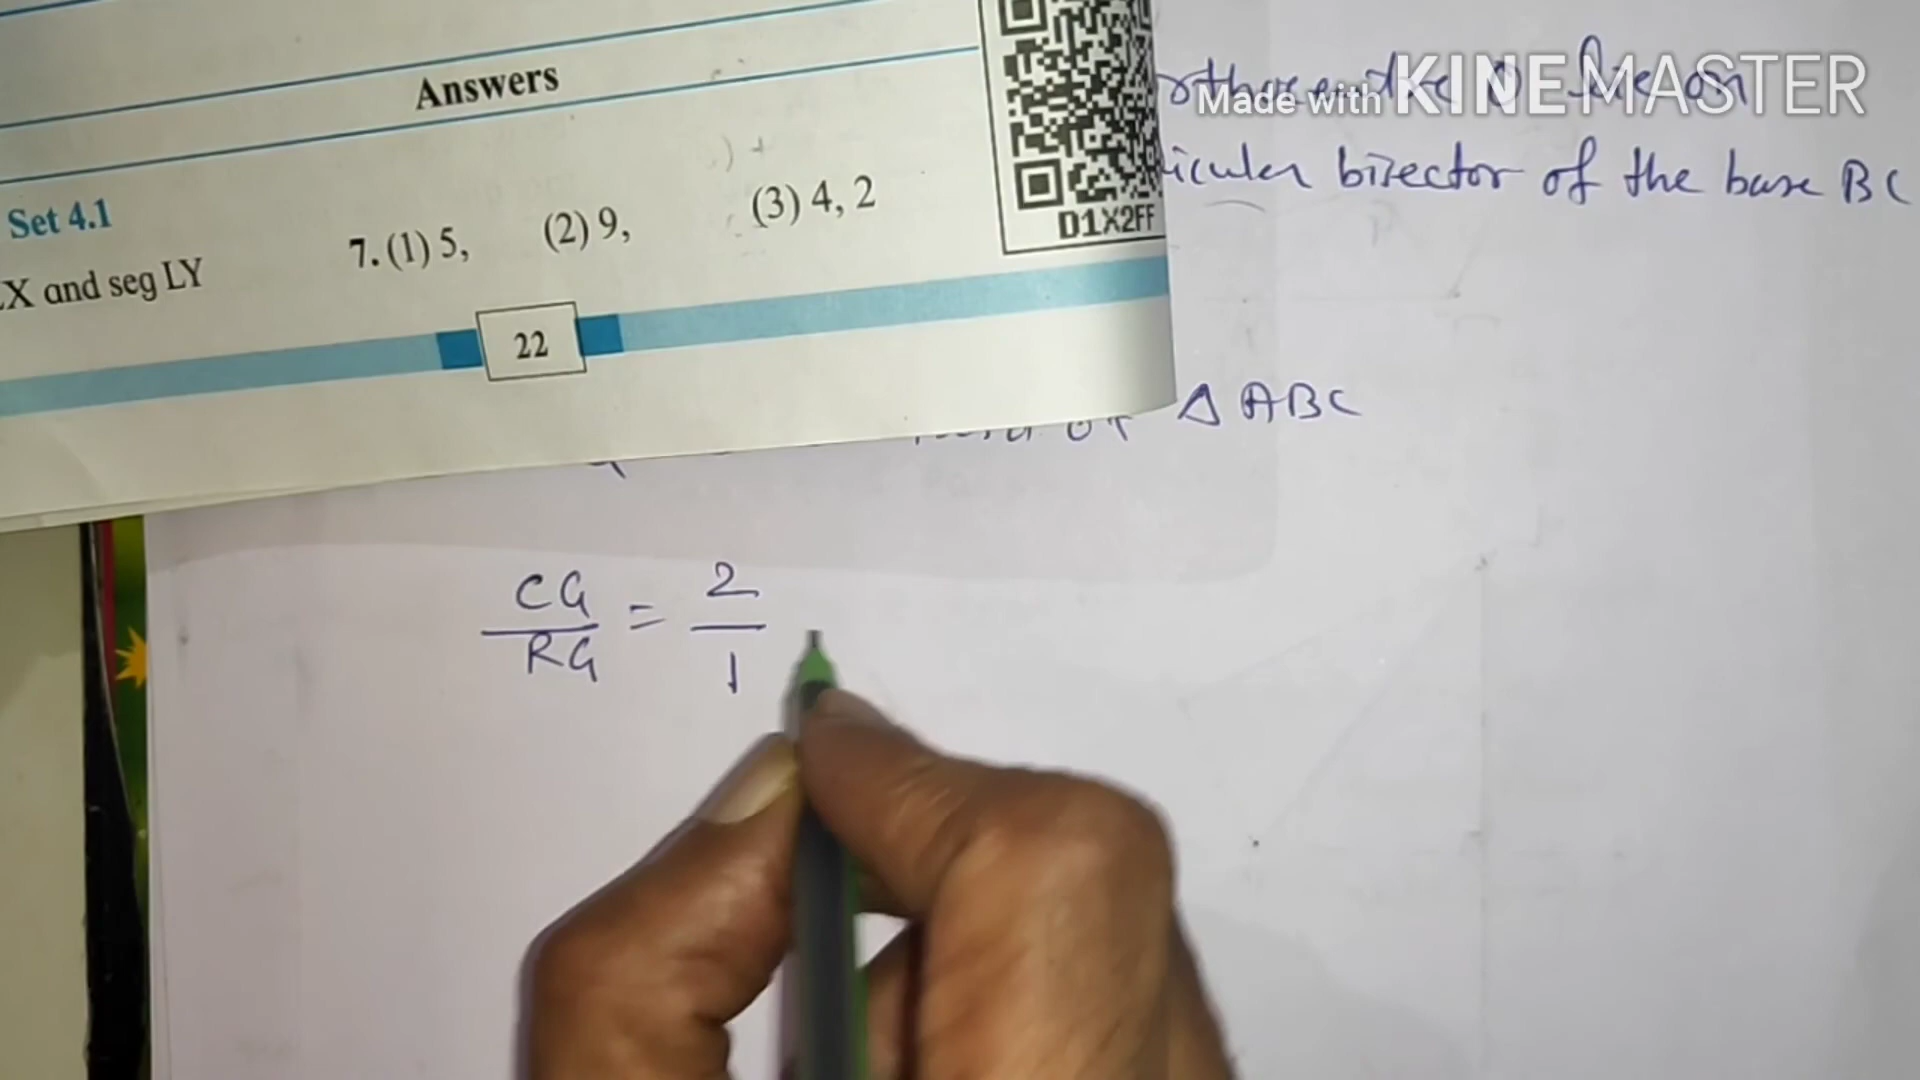 Answers
Set 4.1
X and seg LY
7. (1) 5, (2) 9, (3) 4, 2
D1X2FF
22
Made with KINEMASTER
bisector of the base BC
Δ ABC
CG/RG = 2/1